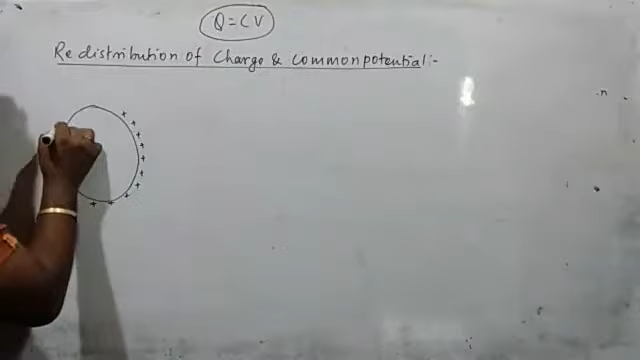 Q = CV
Redistribution of Charge & common potential :-
+ + + + + + + + + +
.n